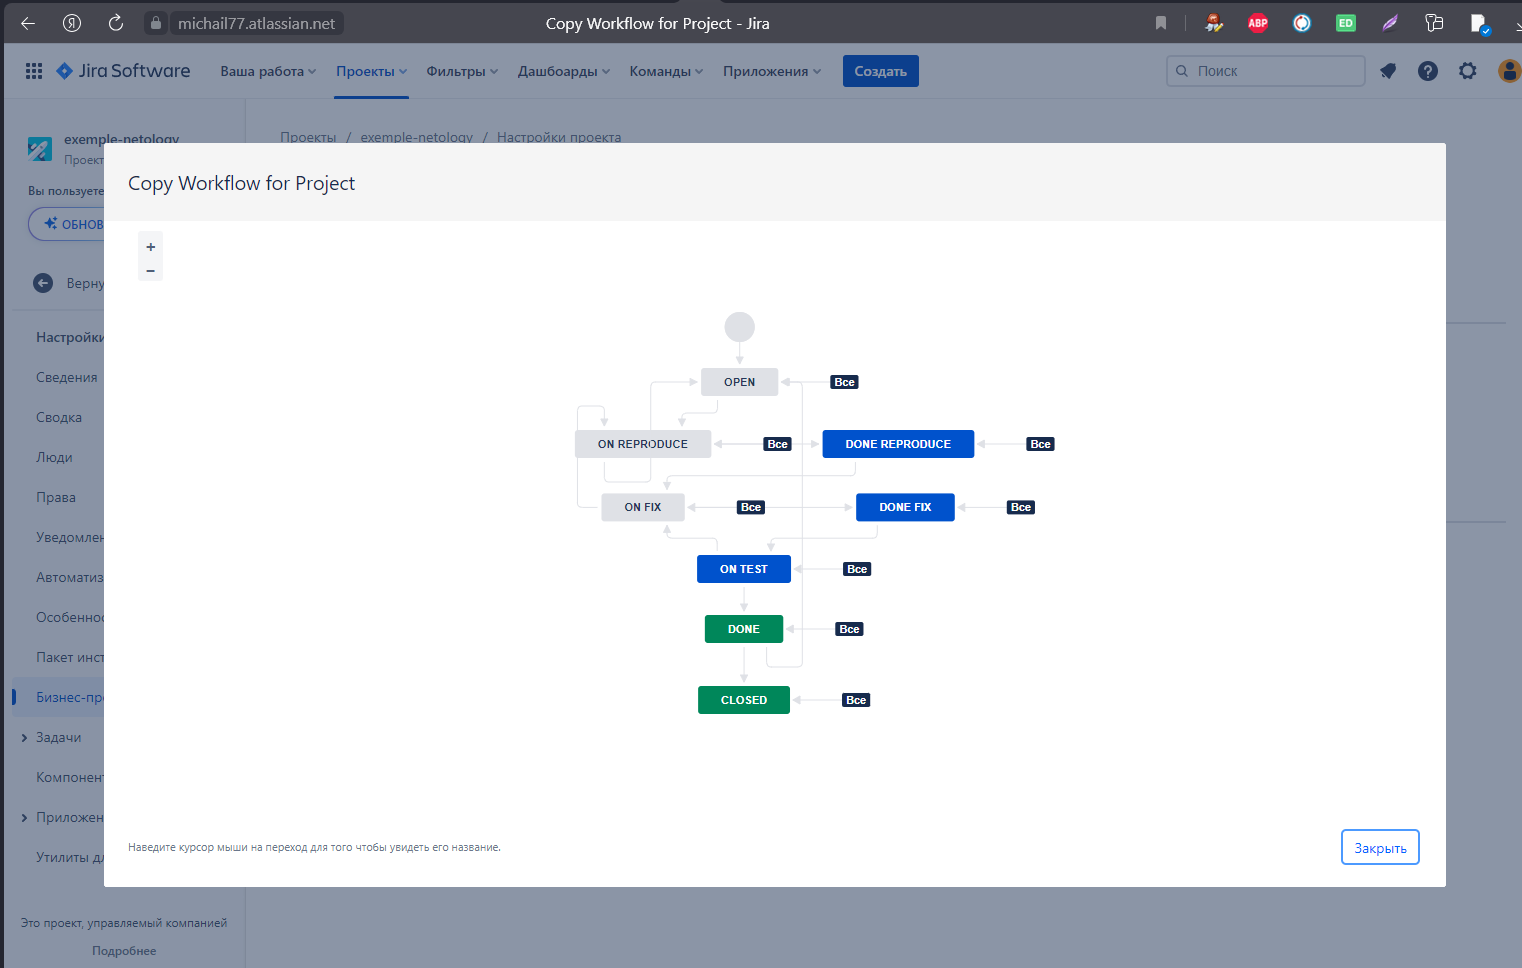 michail77.atlassian.net
Copy Workflow for Project - Jira
ABP
ED
Jira Software
Ваша работа
Проекты
Фильтры
Дашборды
Команды
Приложения
Создать
Поиск
exemple-netology
Проект
Проекты / exemple-netology / Настройки проекта
Вы пользуете
ОБНОВ
Верну
Настройки
Сведения
Сводка
Люди
Права
Уведомлен
Автоматиз
Особеннос
Пакет инст
Бизнес-про
Задачи
Компонент
Приложен
Утилиты дл
Это проект, управляемый компанией
Подробнее
Copy Workflow for Project
+
−
OPEN
Все
ON REPRODUCE
Все
DONE REPRODUCE
Все
ON FIX
Все
DONE FIX
Все
ON TEST
Все
DONE
Все
CLOSED
Все
Наведите курсор мыши на переход для того чтобы увидеть его название.
Закрыть